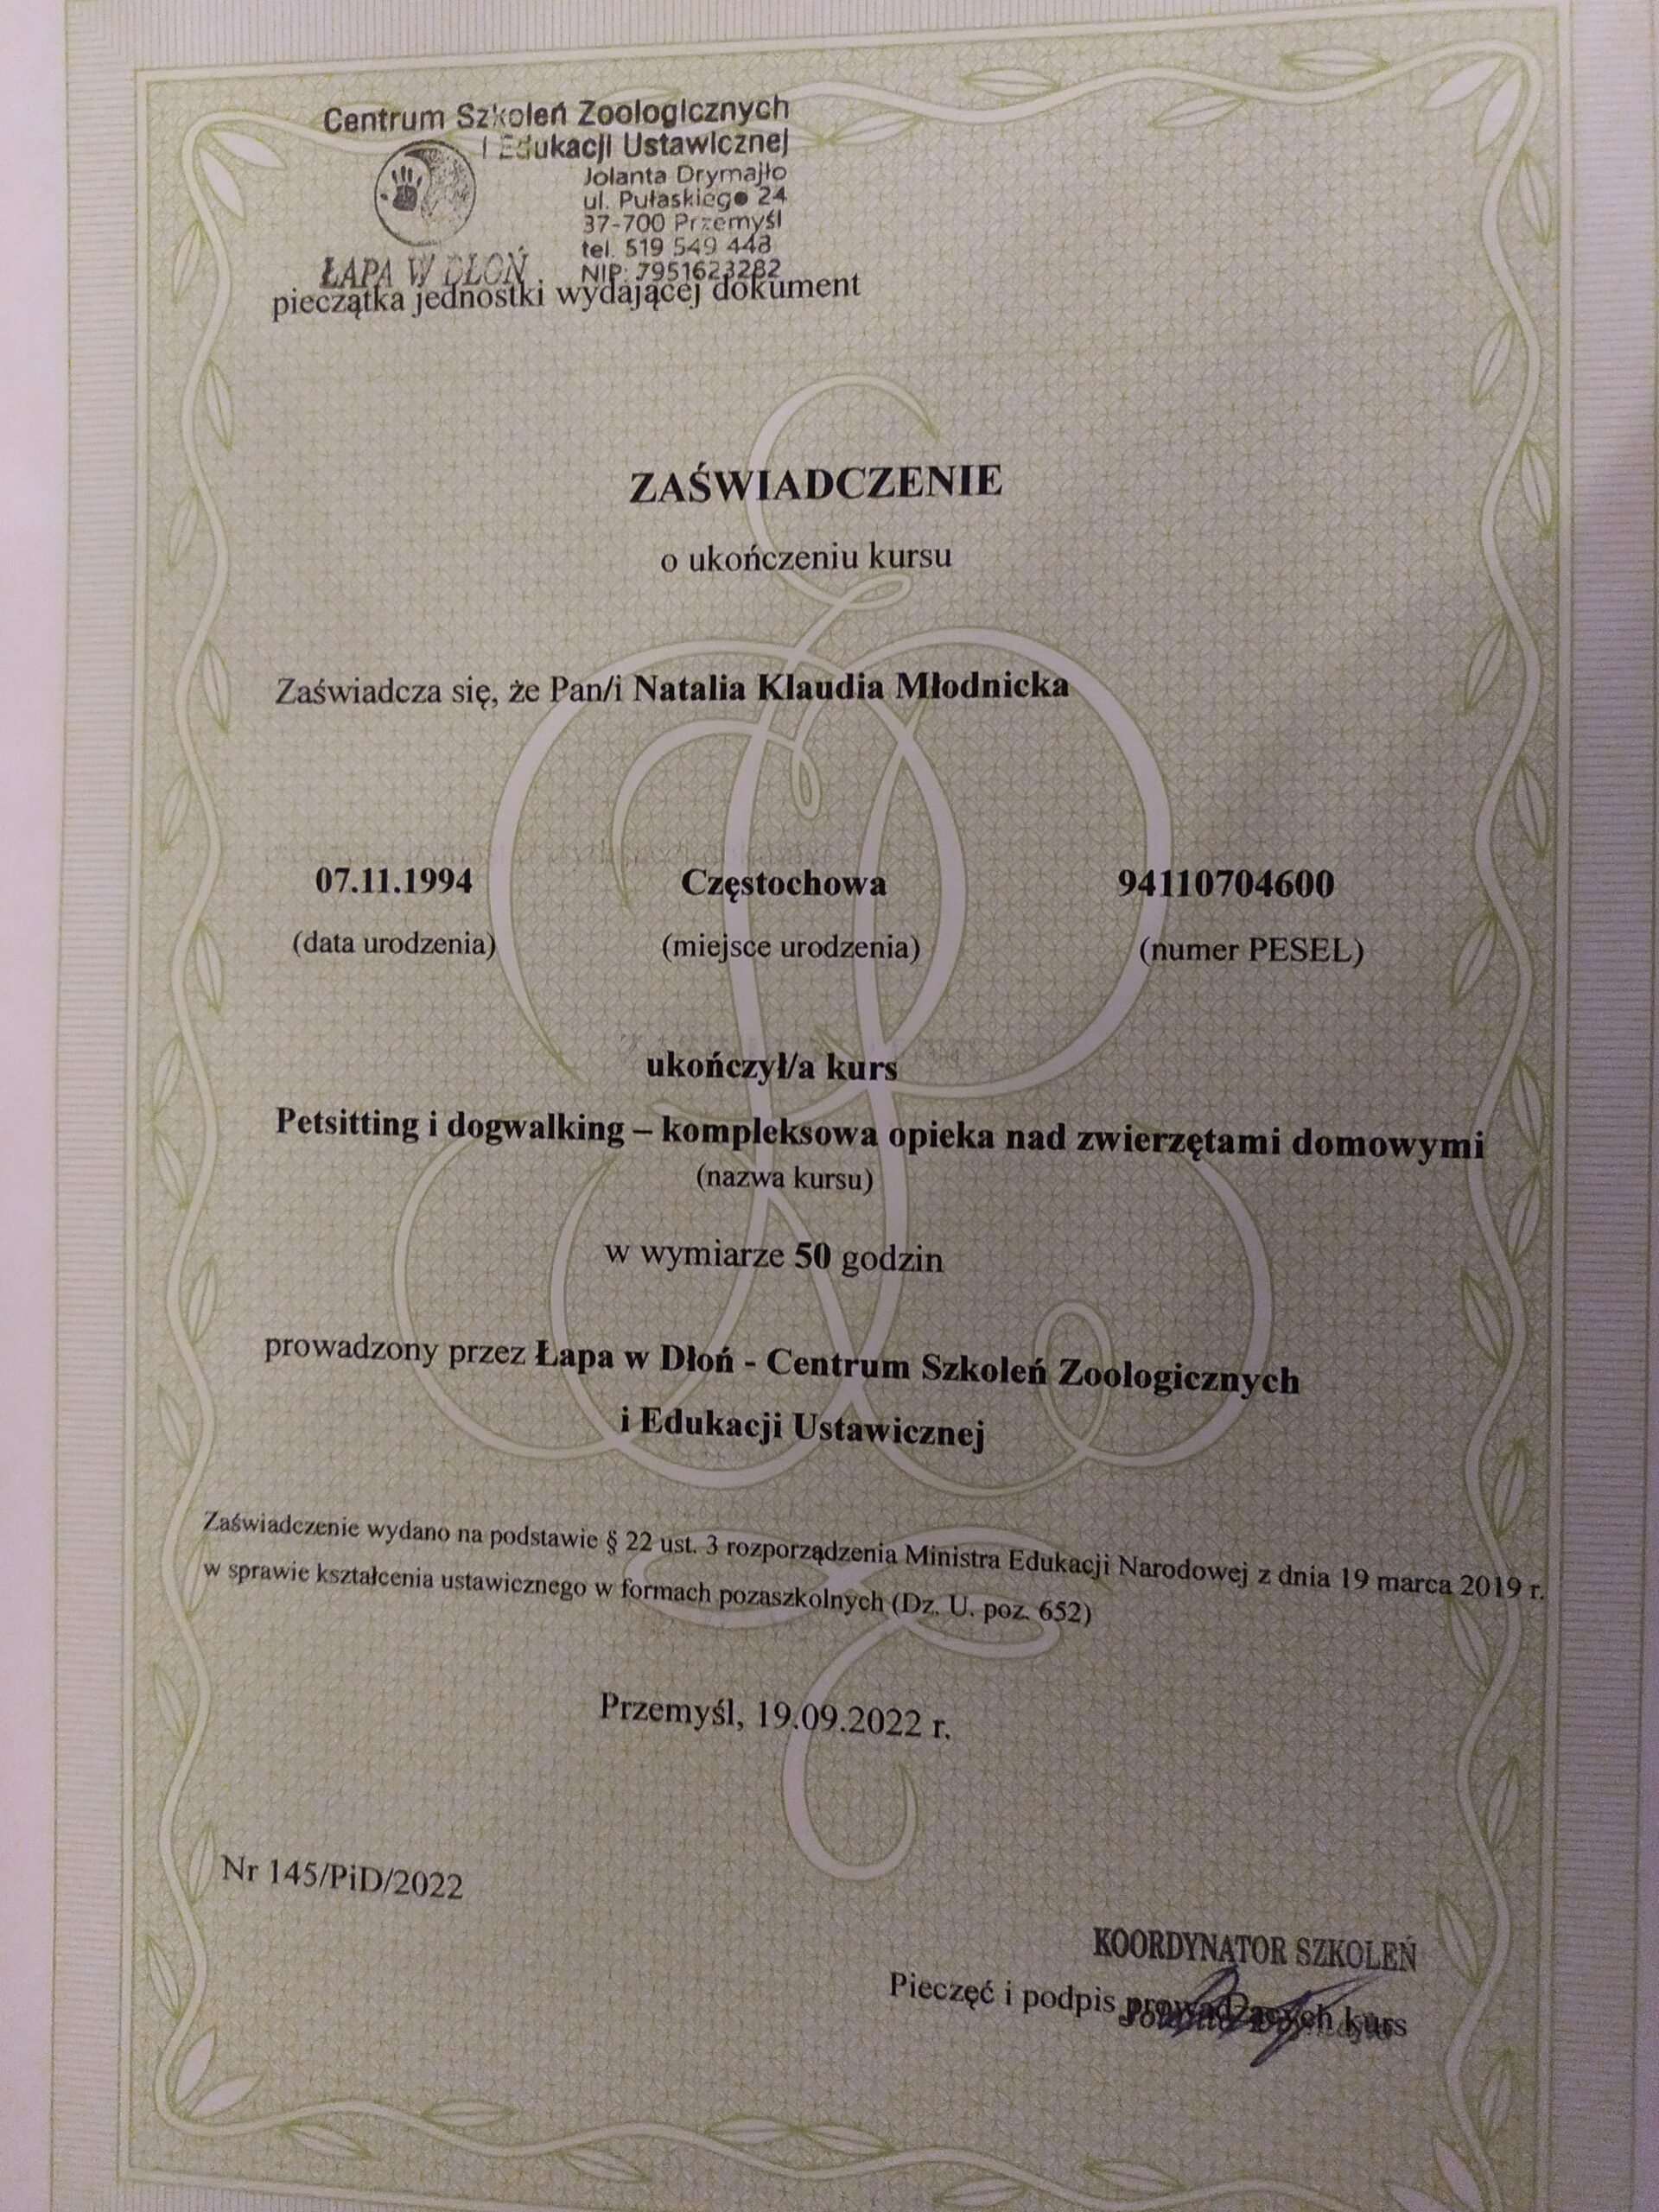 Centrum Szkoleń Zoologicznych
i Edukacji Ustawicznej
Jolanta Drymajło
ul. Pułaskiego 24
37-700 Przemyśl
tel. 519 549 448
NIP: 7951623282
ŁAPA W DŁOŃ
pieczątka jednostki wydającej dokument
ZAŚWIADCZENIE
o ukończeniu kursu
Zaświadcza się, że Pan/i Natalia Klaudia Młodnicka
07.11.1994 Częstochowa 94110704600
(data urodzenia) (miejsce urodzenia) (numer PESEL)
ukończył/a kurs
Petsitting i dogwalking – kompleksowa opieka nad zwierzętami domowymi
(nazwa kursu)
w wymiarze 50 godzin
prowadzony przez Łapa w Dłoń - Centrum Szkoleń Zoologicznych
i Edukacji Ustawicznej
Zaświadczenie wydano na podstawie § 22 ust. 3 rozporządzenia Ministra Edukacji Narodowej z dnia 19 marca 2019 r.
w sprawie kształcenia ustawicznego w formach pozaszkolnych (Dz. U. poz. 652)
Przemyśl, 19.09.2022 r.
Nr 145/PiD/2022
KOORDYNATOR SZKOLEŃ
Pieczęć i podpis prowadzących kurs